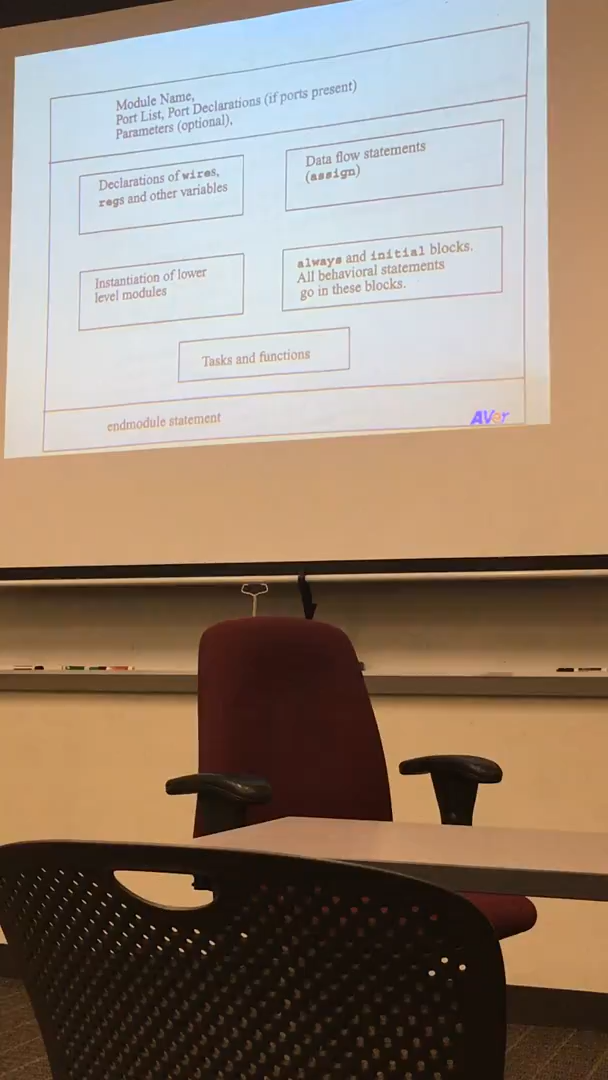 Module Name,
Port List, Port Declarations (if ports present)
Parameters (optional),
Declarations of wires,
regs and other variables
Data flow statements
(assign)
Instantiation of lower
level modules
always and initial blocks.
All behavioral statements
go in these blocks.
Tasks and functions
endmodule statement
AVer